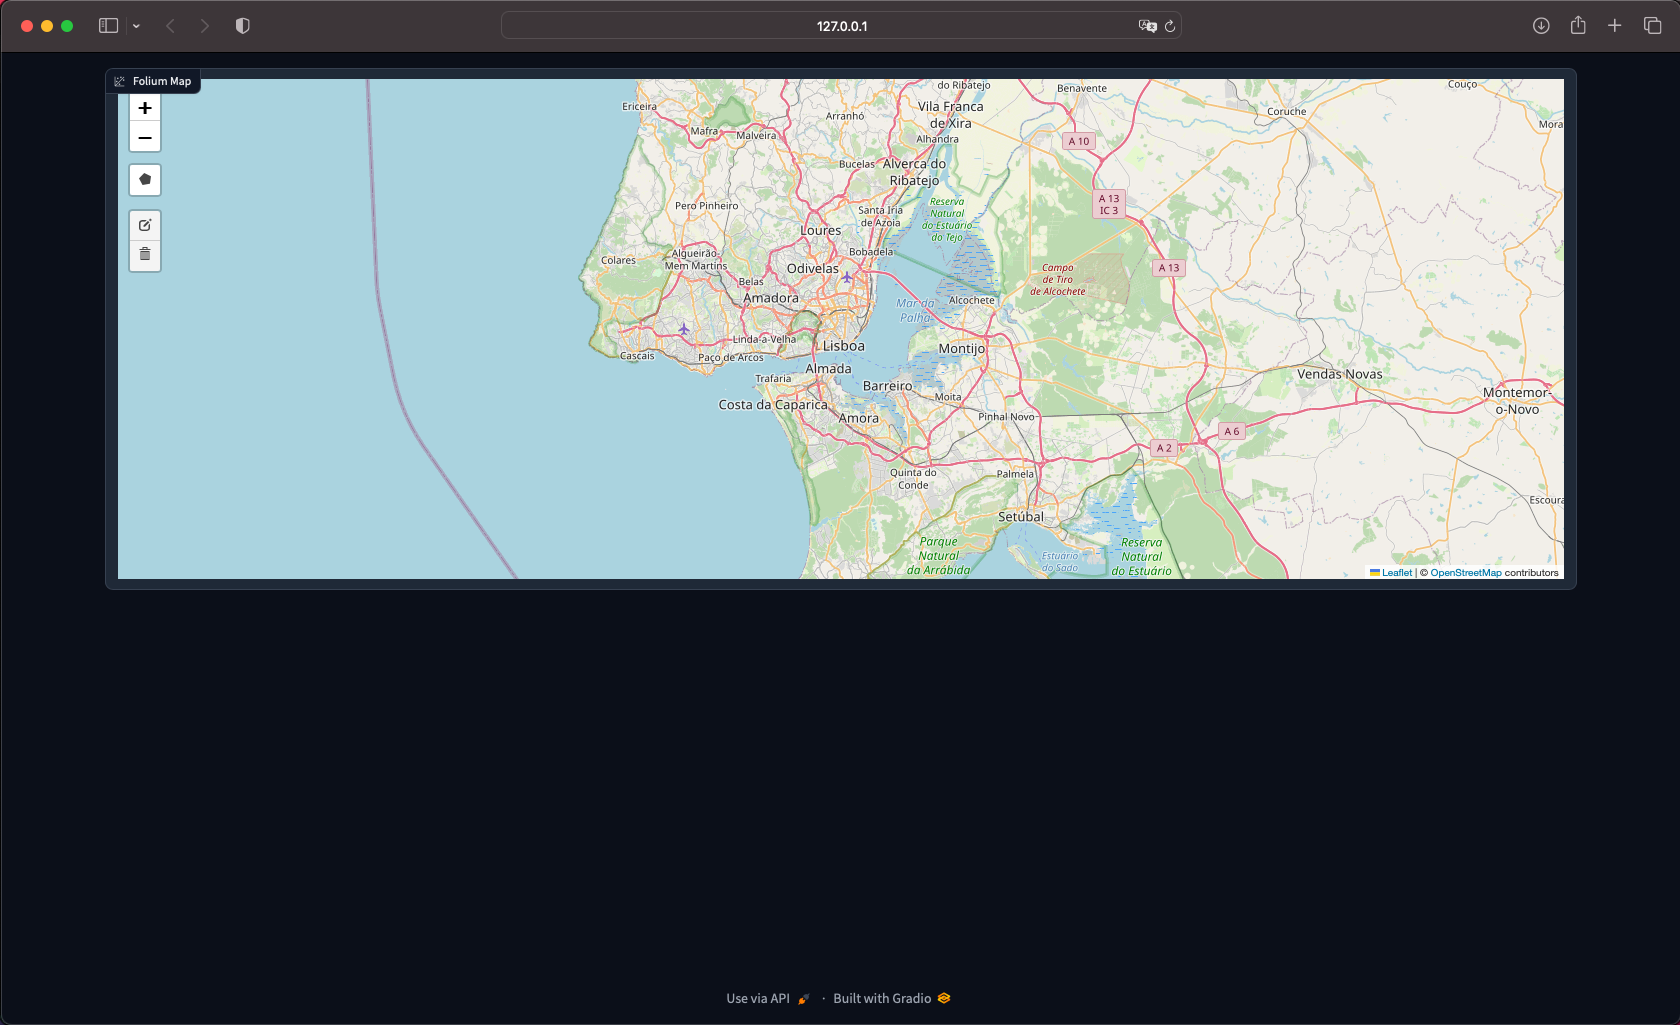 127.0.0.1
Folium Map
+
−
Ericeira
Mafra
Malveira
Arranhó
do Ribatejo
Vila Franca
de Xira
Alhandra
Benavente
Couço
Coruche
Mora
A 10
Bucelas
Alverca do
Ribatejo
Pero Pinheiro
Santa Iria
de Azoia
Reserva
Natural
do Estuário
do Tejo
A 13
IC 3
Loures
Bobadela
Colares
Algueirão
Mem Martins
Odivelas
Belas
Amadora
Campo
de Tiro
de Alcochete
A 13
Mar da
Palha
Alcochete
Linda-a-Velha
Lisboa
Montijo
Cascais
Paço de Arcos
Almada
Trafaria
Barreiro
Moita
Vendas Novas
Montemor-
o-Novo
Costa da Caparica
Amora
Pinhal Novo
A 6
A 2
Quinta do
Conde
Palmela
Escoura
Setúbal
Parque
Natural
da Arrábida
Estuário
do Sado
Reserva
Natural
do Estuário
Leaflet | © OpenStreetMap contributors
Use via API · Built with Gradio